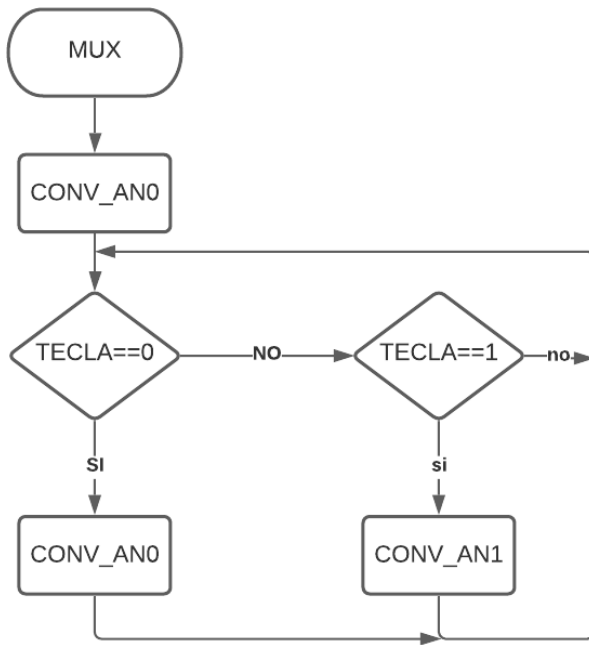 MUX
CONV_AN0
TECLA==0
NO
TECLA==1
no
SI
si
CONV_AN0
CONV_AN1